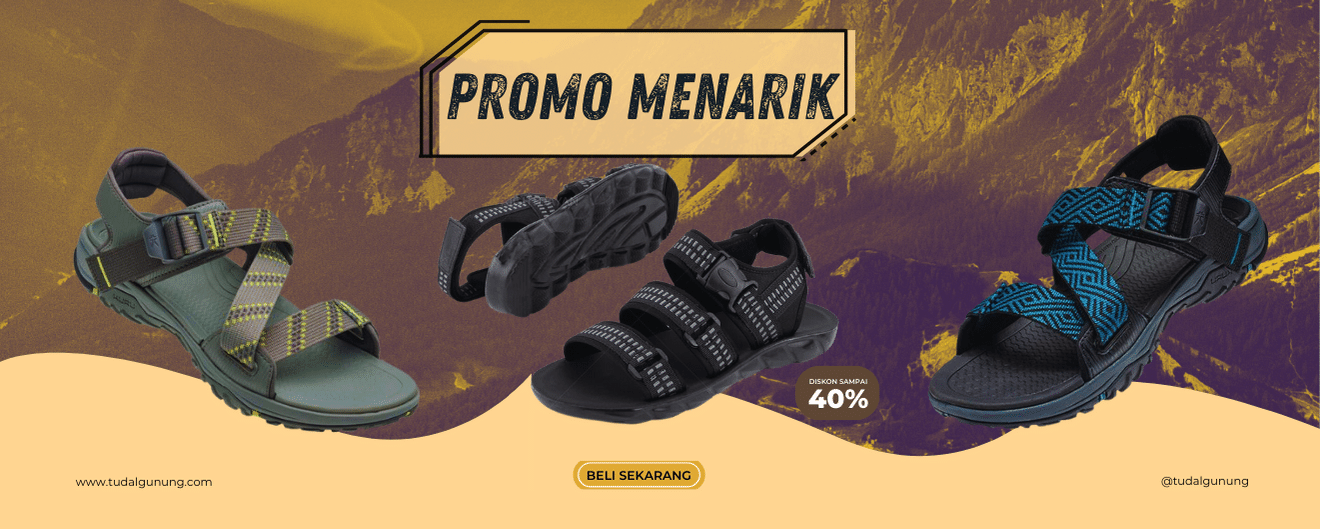 PROMO MENARIK
DISKON SAMPAI
40%
BELI SEKARANG
www.tudalgunung.com
@tudalgunung